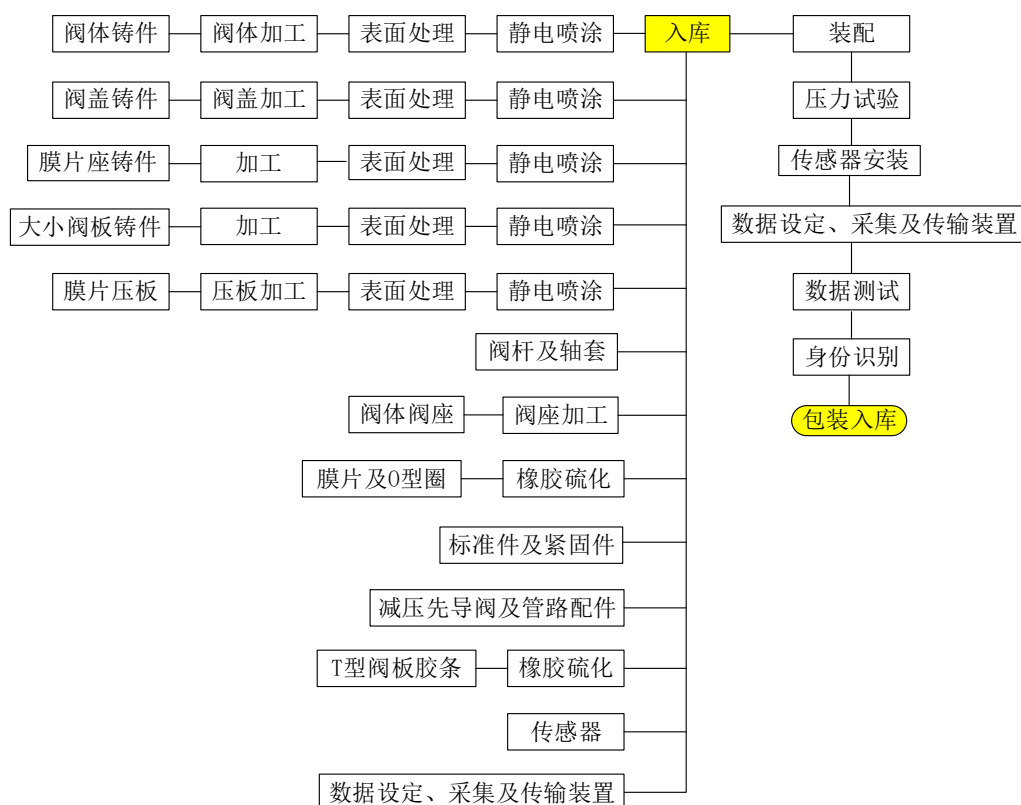 阀体铸件 阀体加工 表面处理 静电喷涂 入库 装配
阀盖铸件 阀盖加工 表面处理 静电喷涂 压力试验
膜片座铸件 加工 表面处理 静电喷涂 传感器安装
大小阀板铸件 加工 表面处理 静电喷涂 数据设定、采集及传输装置
膜片压板 压板加工 表面处理 静电喷涂 数据测试
阀杆及轴套 身份识别
阀体阀座 阀座加工 包装入库
膜片及O型圈 橡胶硫化
标准件及紧固件
减压先导阀及管路配件
T型阀板胶条 橡胶硫化
传感器
数据设定、采集及传输装置